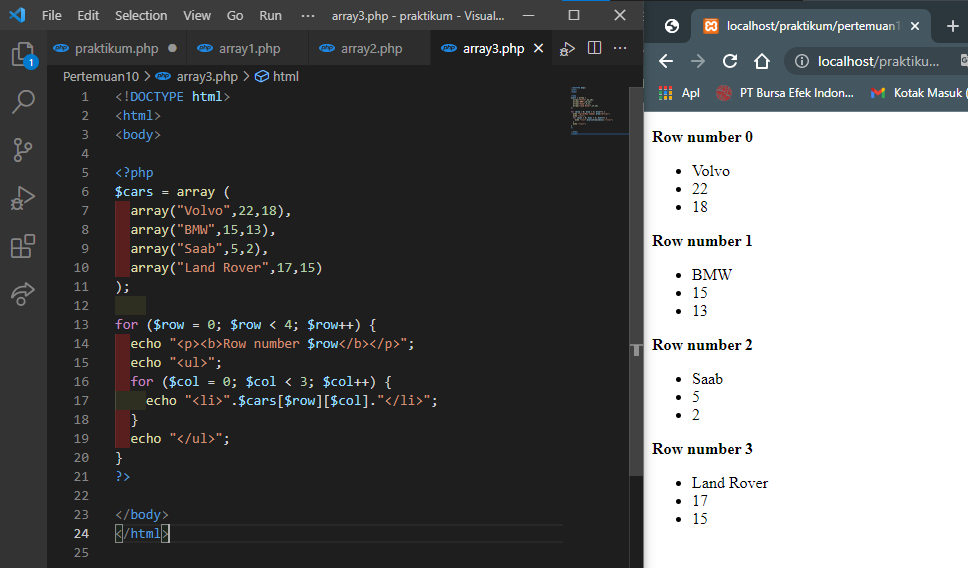 File Edit Selection View Go Run ··· array3.php - praktikum - Visual...
praktikum.php array1.php array2.php array3.php
Pertemuan10 > array3.php > html
1 <!DOCTYPE html>
2 <html>
3 <body>
4
5 <?php
6 $cars = array (
7 array("Volvo",22,18),
8 array("BMW",15,13),
9 array("Saab",5,2),
10 array("Land Rover",17,15)
11 );
12
13 for ($row = 0; $row < 4; $row++) {
14 echo "<p><b>Row number $row</b></p>";
15 echo "<ul>";
16 for ($col = 0; $col < 3; $col++) {
17 echo "<li>".$cars[$row][$col]."</li>";
18 }
19 echo "</ul>";
20 }
21 ?>
22
23 </body>
24 </html>
25
1
localhost/praktikum/pertemuan1
localhost/praktiku...
Apl PT Bursa Efek Indon... Kotak Masuk (
Row number 0
• Volvo
• 22
• 18
Row number 1
• BMW
• 15
• 13
Row number 2
• Saab
• 5
• 2
Row number 3
• Land Rover
• 17
• 15